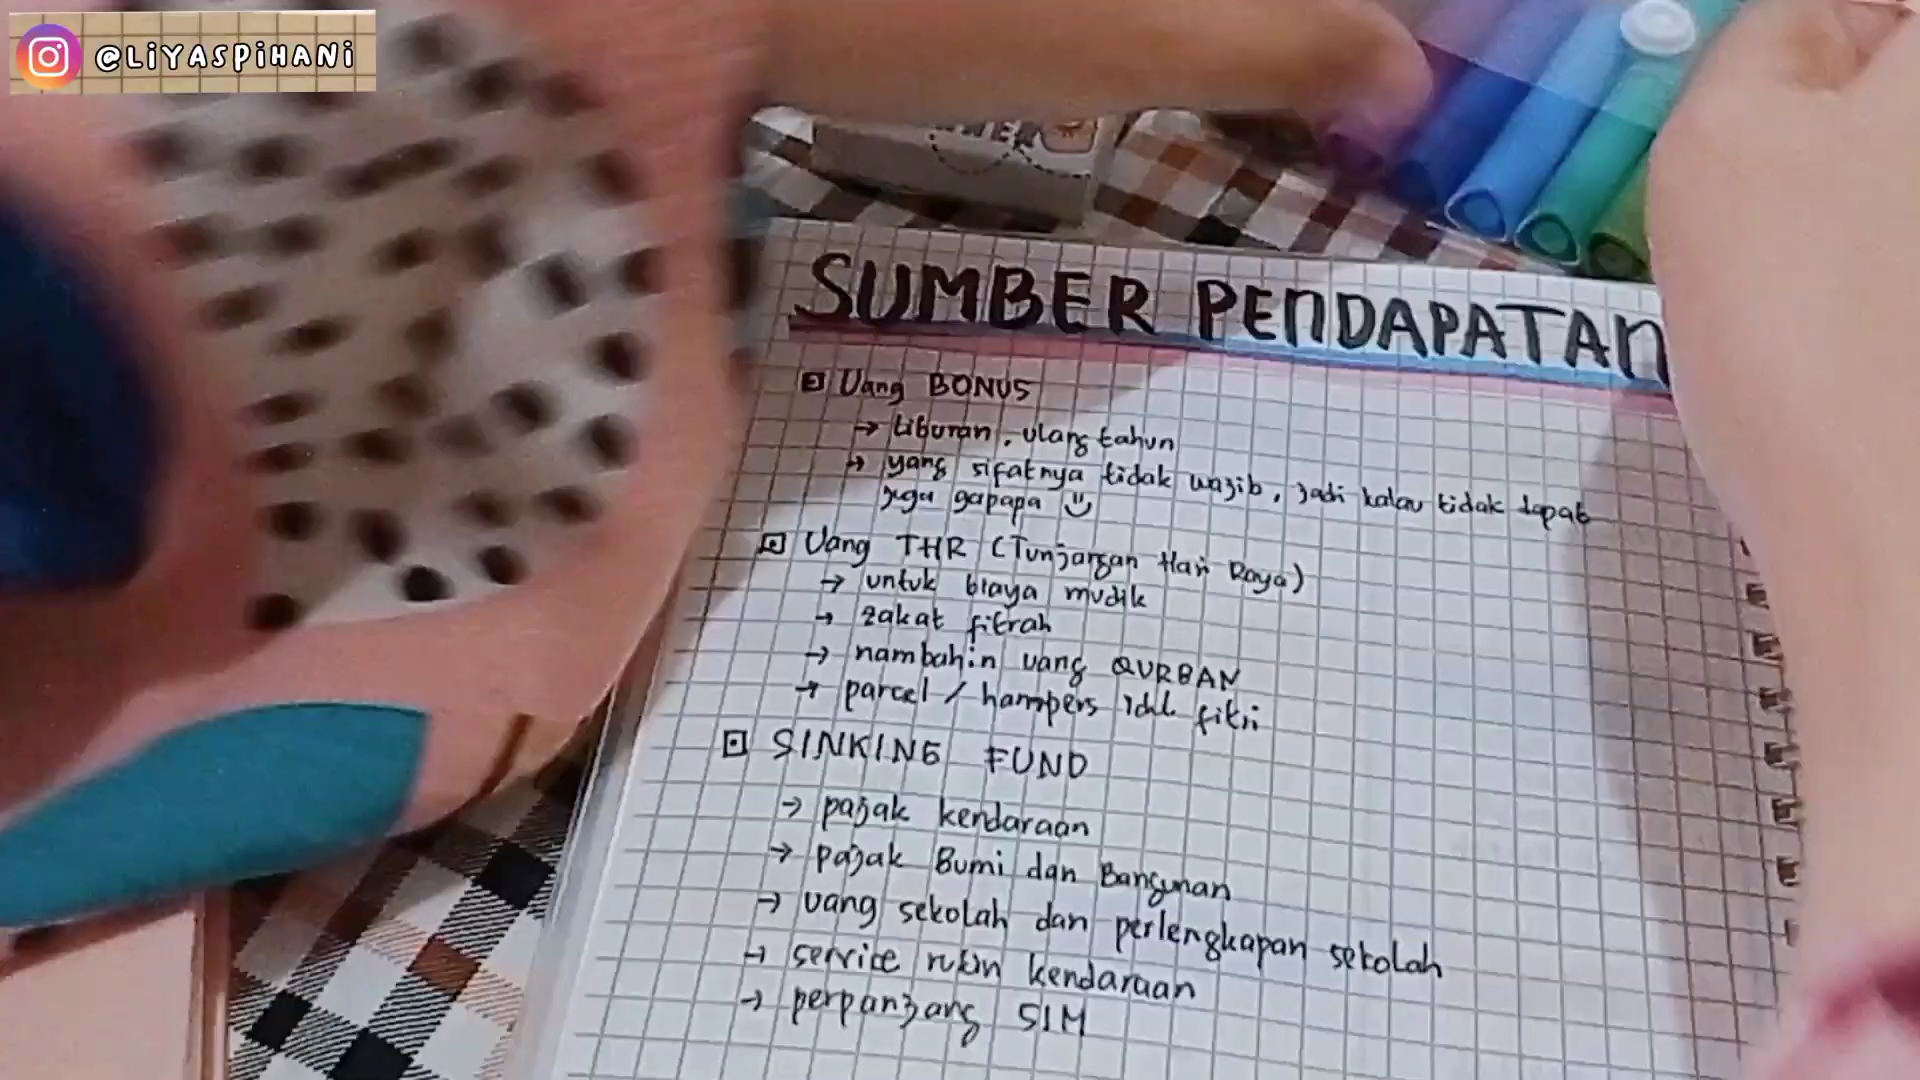 @LiYASPiHANi
SUMBER PENDAPATAN
Uang BONUS
→ Liburan, ulang tahun
→ yang sifatnya tidak wajib, jadi kalau tidak dapat
juga gapapa
Uang THR (Tunjangan Hari Raya)
→ untuk biaya mudik
→ zakat fitrah
→ nambahin uang QURBAN
→ parcel / hampers idul fitri
SINKING FUND
→ pajak kendaraan
→ pajak Bumi dan Bangunan
→ uang sekolah dan perlengkapan sekolah
→ service rutin kendaraan
→ perpanjang SIM